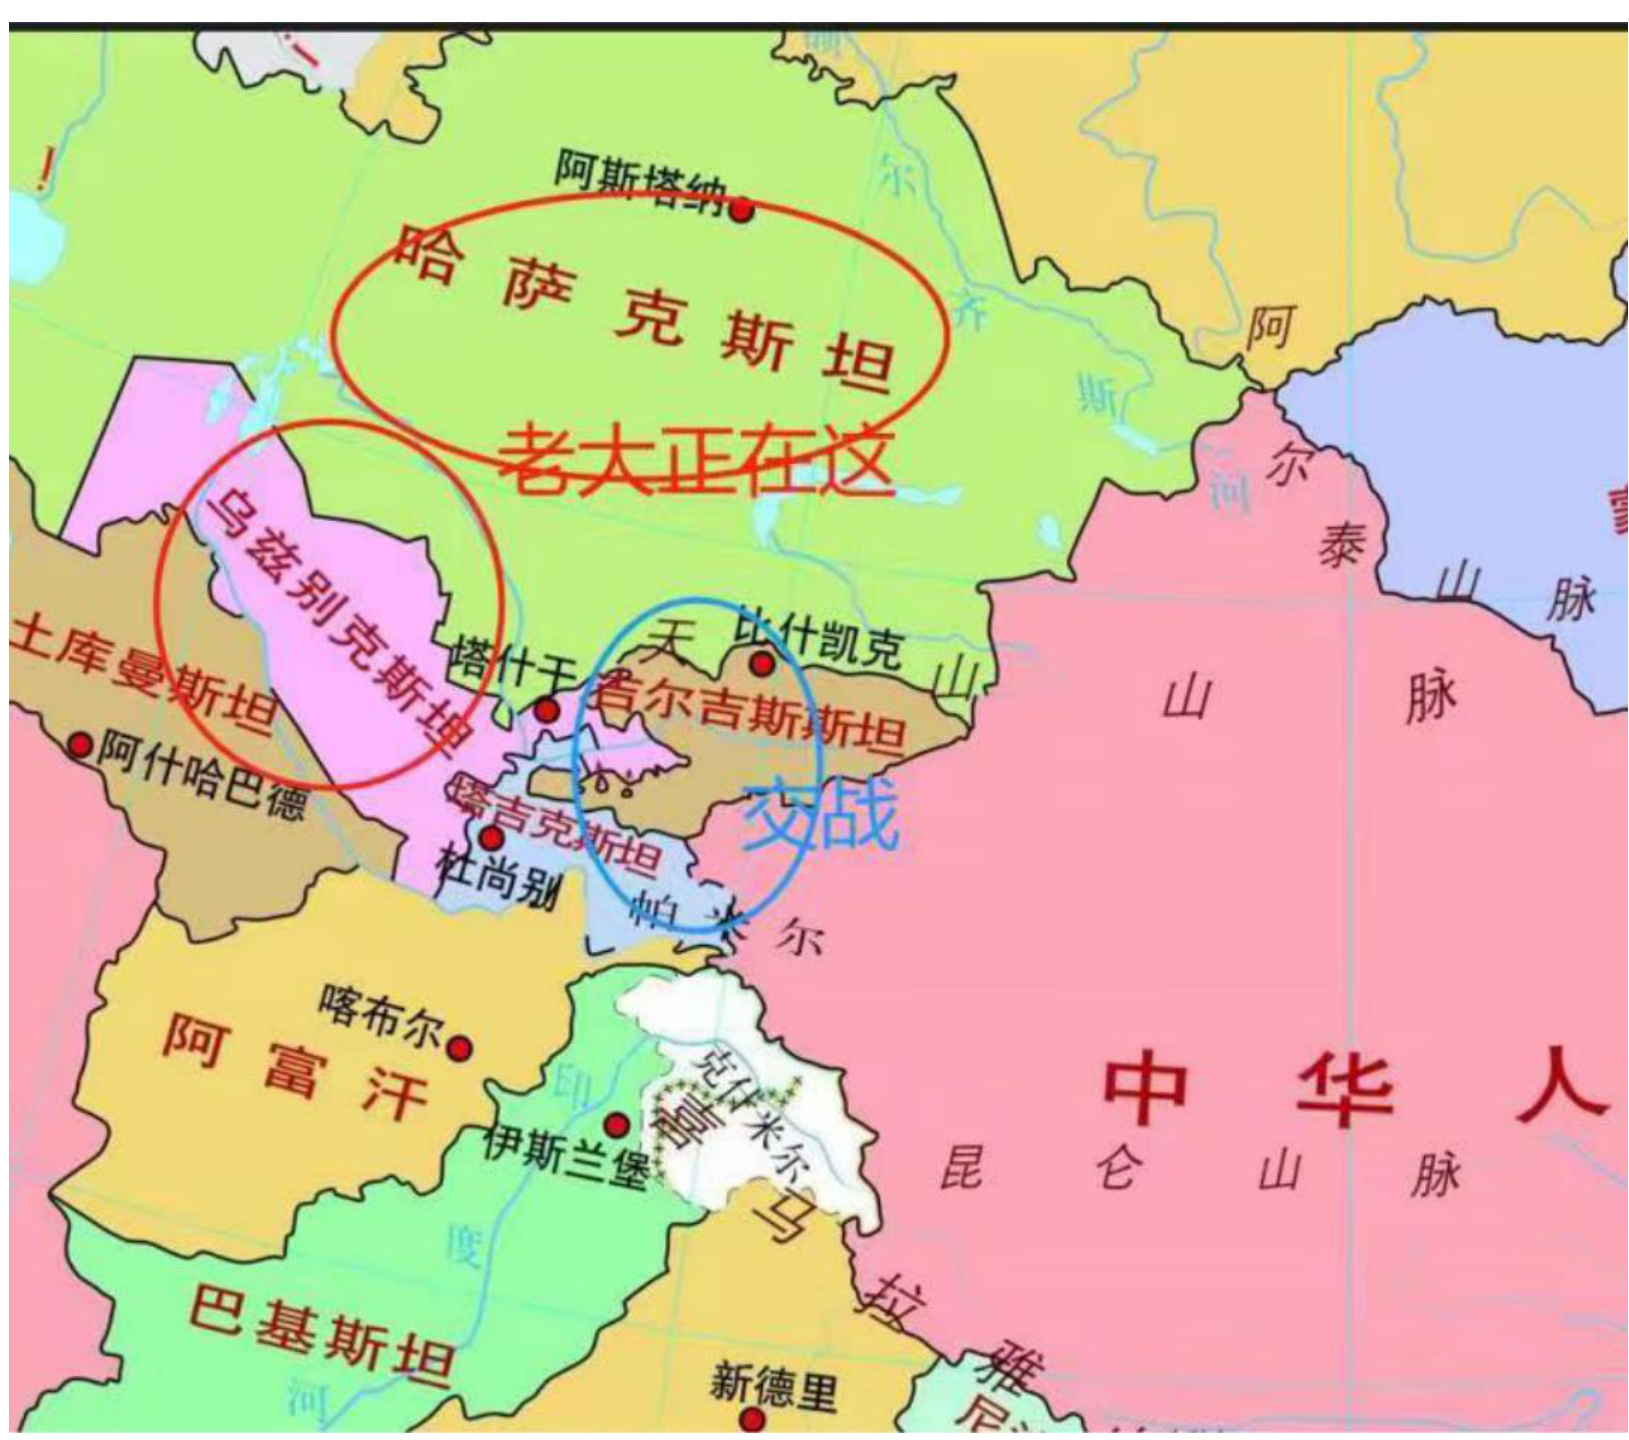 阿斯塔纳
哈萨克斯坦
老大正在这
尔
齐
斯
河
阿
尔
泰
山
脉
乌兹别克斯坦
土库曼斯坦
阿什哈巴德
塔什干
天
山
比什凯克
吉尔吉斯斯坦
山
脉
交战
塔吉克斯坦
杜尚别
帕米尔
喀布尔
阿富汗
克什米尔
伊斯兰堡
印
度
河
巴基斯坦
喜
马
拉
雅
中华人
昆仑山脉
新德里
尼